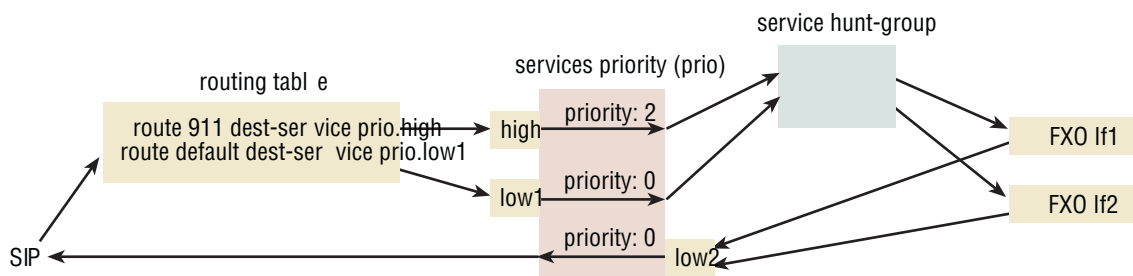 service hunt-group
services priority (prio)
routing tabl e
priority: 2
route 911 dest-ser vice prio.high
route default dest-ser vice prio.low1
high
FXO If1
priority: 0
low1
FXO If2
priority: 0
SIP
low2